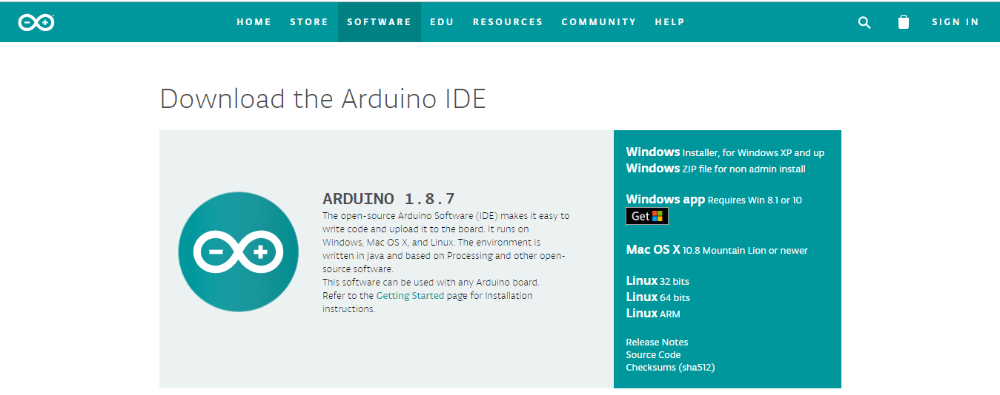 HOME STORE SOFTWARE EDU RESOURCES COMMUNITY HELP SIGN IN
Download the Arduino IDE
ARDUINO 1.8.7
The open-source Arduino Software (IDE) makes it easy to
write code and upload it to the board. It runs on
Windows, Mac OS X, and Linux. The environment is
written in Java and based on Processing and other open-
source software.
This software can be used with any Arduino board.
Refer to the Getting Started page for Installation
instructions.
Windows Installer, for Windows XP and up
Windows ZIP file for non admin install
Windows app Requires Win 8.1 or 10
Get
Mac OS X 10.8 Mountain Lion or newer
Linux 32 bits
Linux 64 bits
Linux ARM
Release Notes
Source Code
Checksums (sha512)